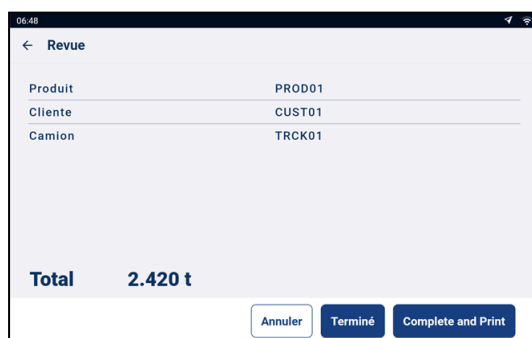 06:48
← Revue
Produit PROD01
Cliente CUST01
Camion TRCK01
Total 2.420 t
Annuler Terminé Complete and Print